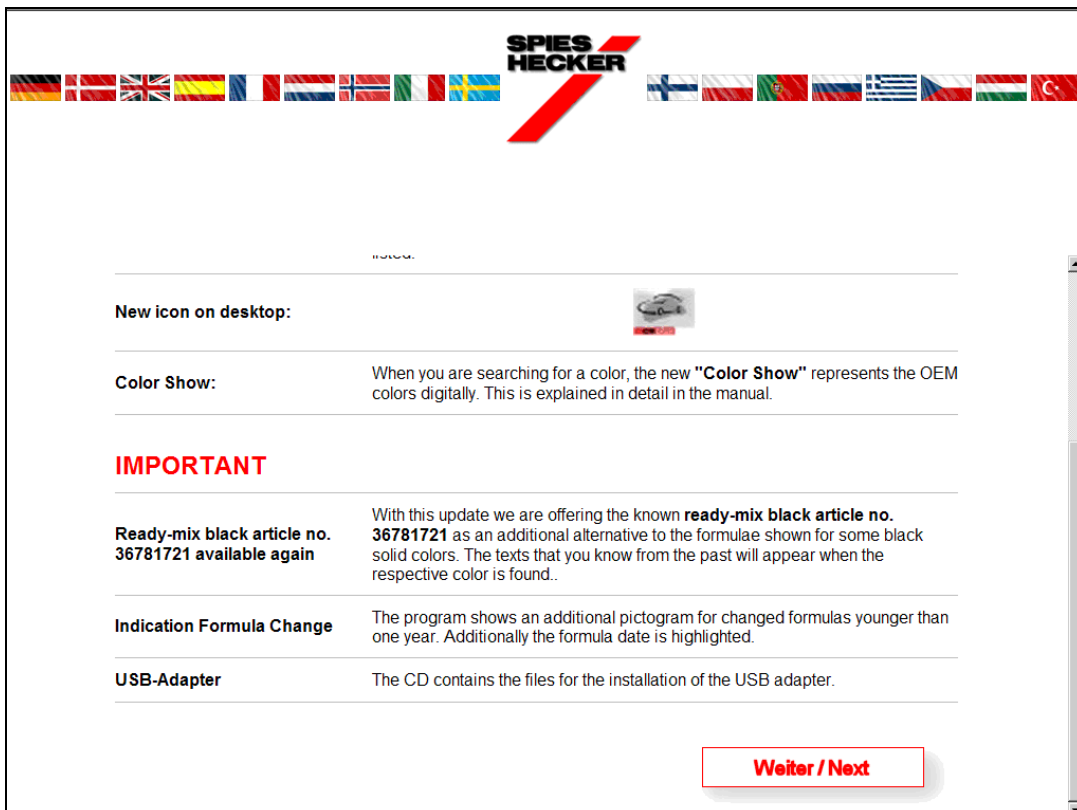 SPIES
HECKER
listed.
New icon on desktop:
Color Show:
When you are searching for a color, the new "Color Show" represents the OEM
colors digitally. This is explained in detail in the manual.
IMPORTANT
Ready-mix black article no.
36781721 available again
With this update we are offering the known ready-mix black article no.
36781721 as an additional alternative to the formulae shown for some black
solid colors. The texts that you know from the past will appear when the
respective color is found..
Indication Formula Change
The program shows an additional pictogram for changed formulas younger than
one year. Additionally the formula date is highlighted.
USB-Adapter
The CD contains the files for the installation of the USB adapter.
Weiter / Next